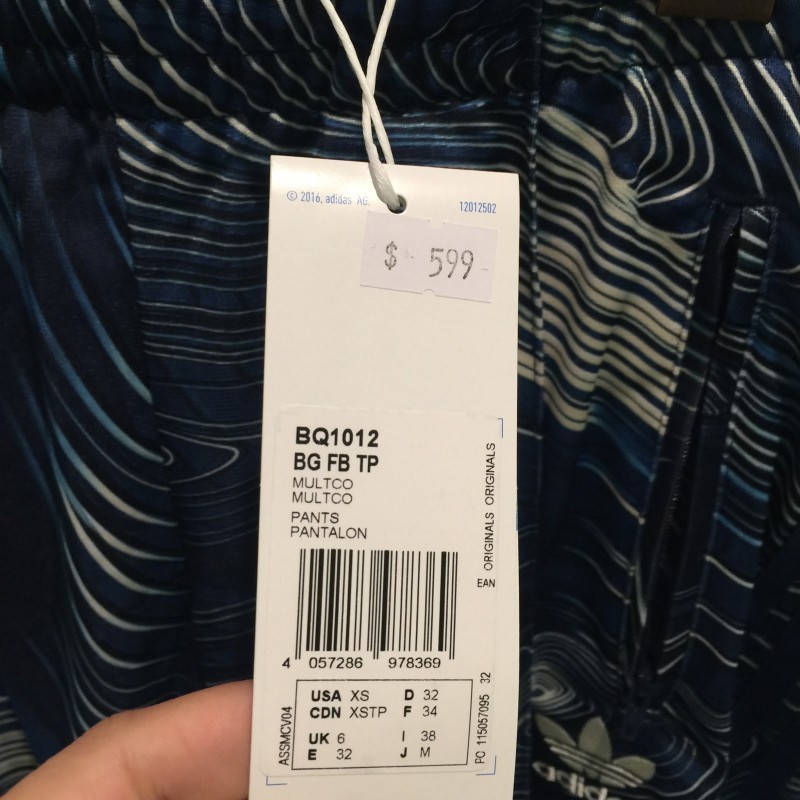 © 2016, adidas AG.
12012502
$ 599-
BQ1012
BG FB TP
MULTCO
MULTCO
PANTS
PANTALON
ORIGINALS ORIGINALS
EAN
4 057286 978369
USA XS D 32
CDN XSTP F 34
UK 6 I 38
E 32 J M
ASSMCV04
PO 115057095 32
adidas